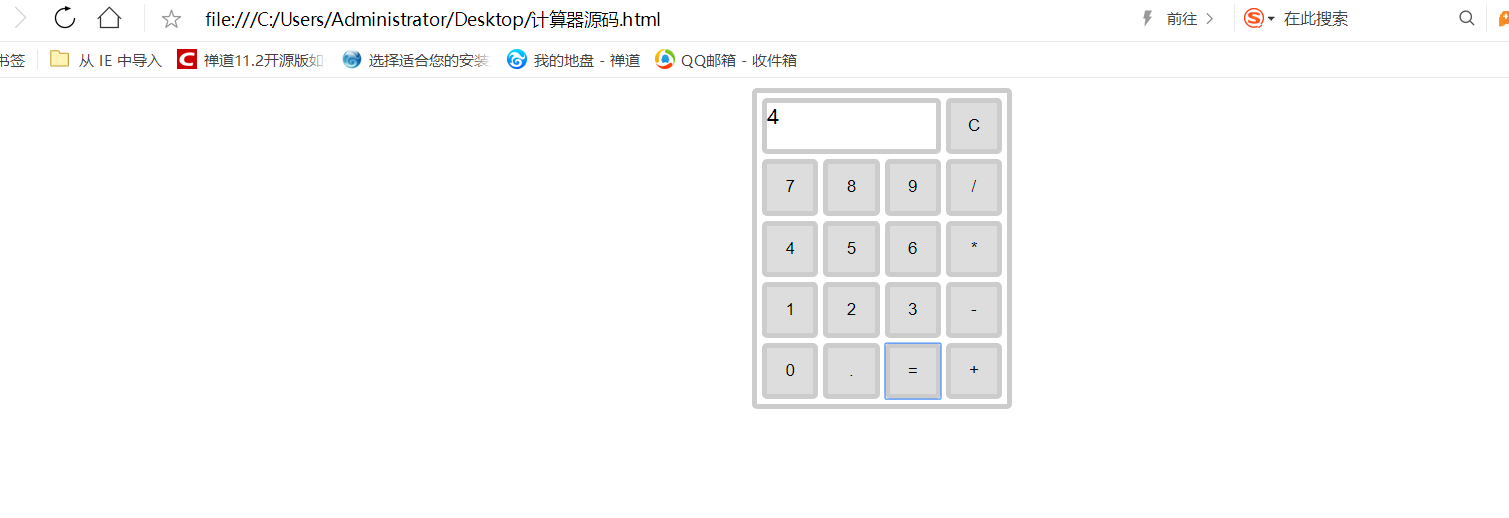 file:///C:/Users/Administrator/Desktop/计算器源码.html 前往 在此搜索
书签 从 IE 中导入 禅道11.2开源版如 选择适合您的安装 我的地盘 - 禅道 QQ邮箱 - 收件箱
4 C
7 8 9 /
4 5 6 *
1 2 3 -
0 . = +